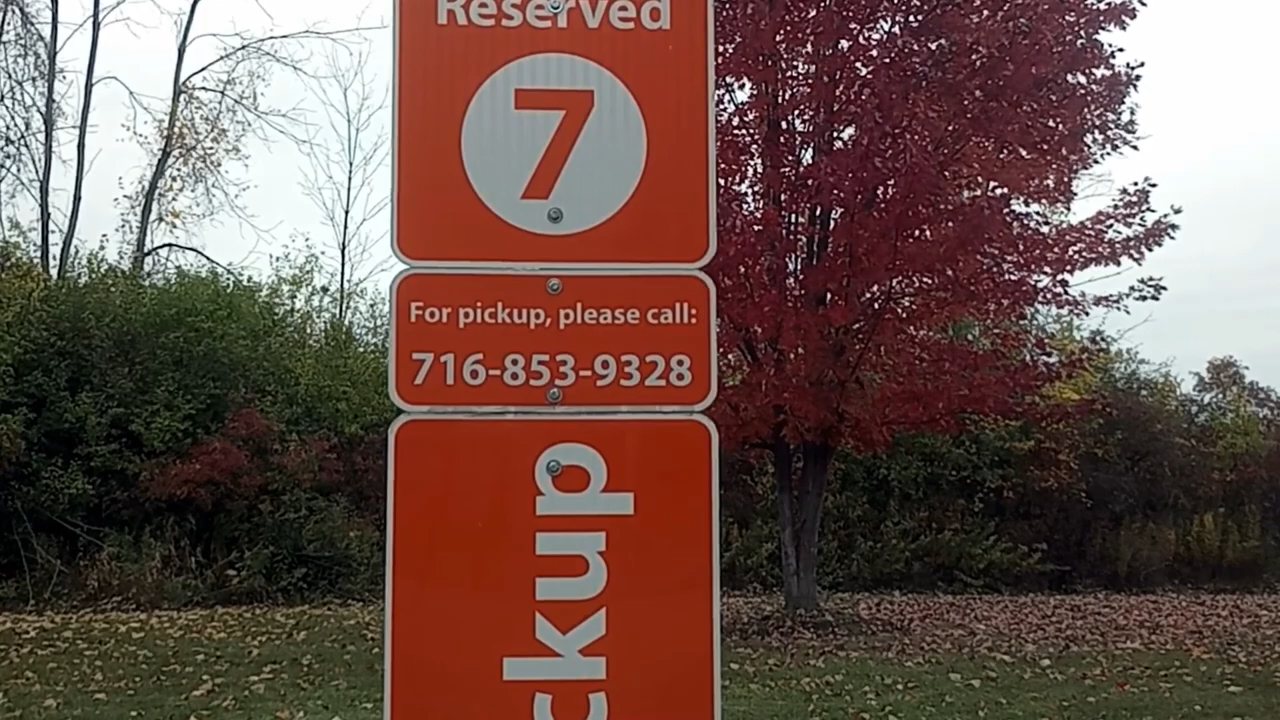 Reserved
7
For pickup, please call:
716-853-9328
ckup